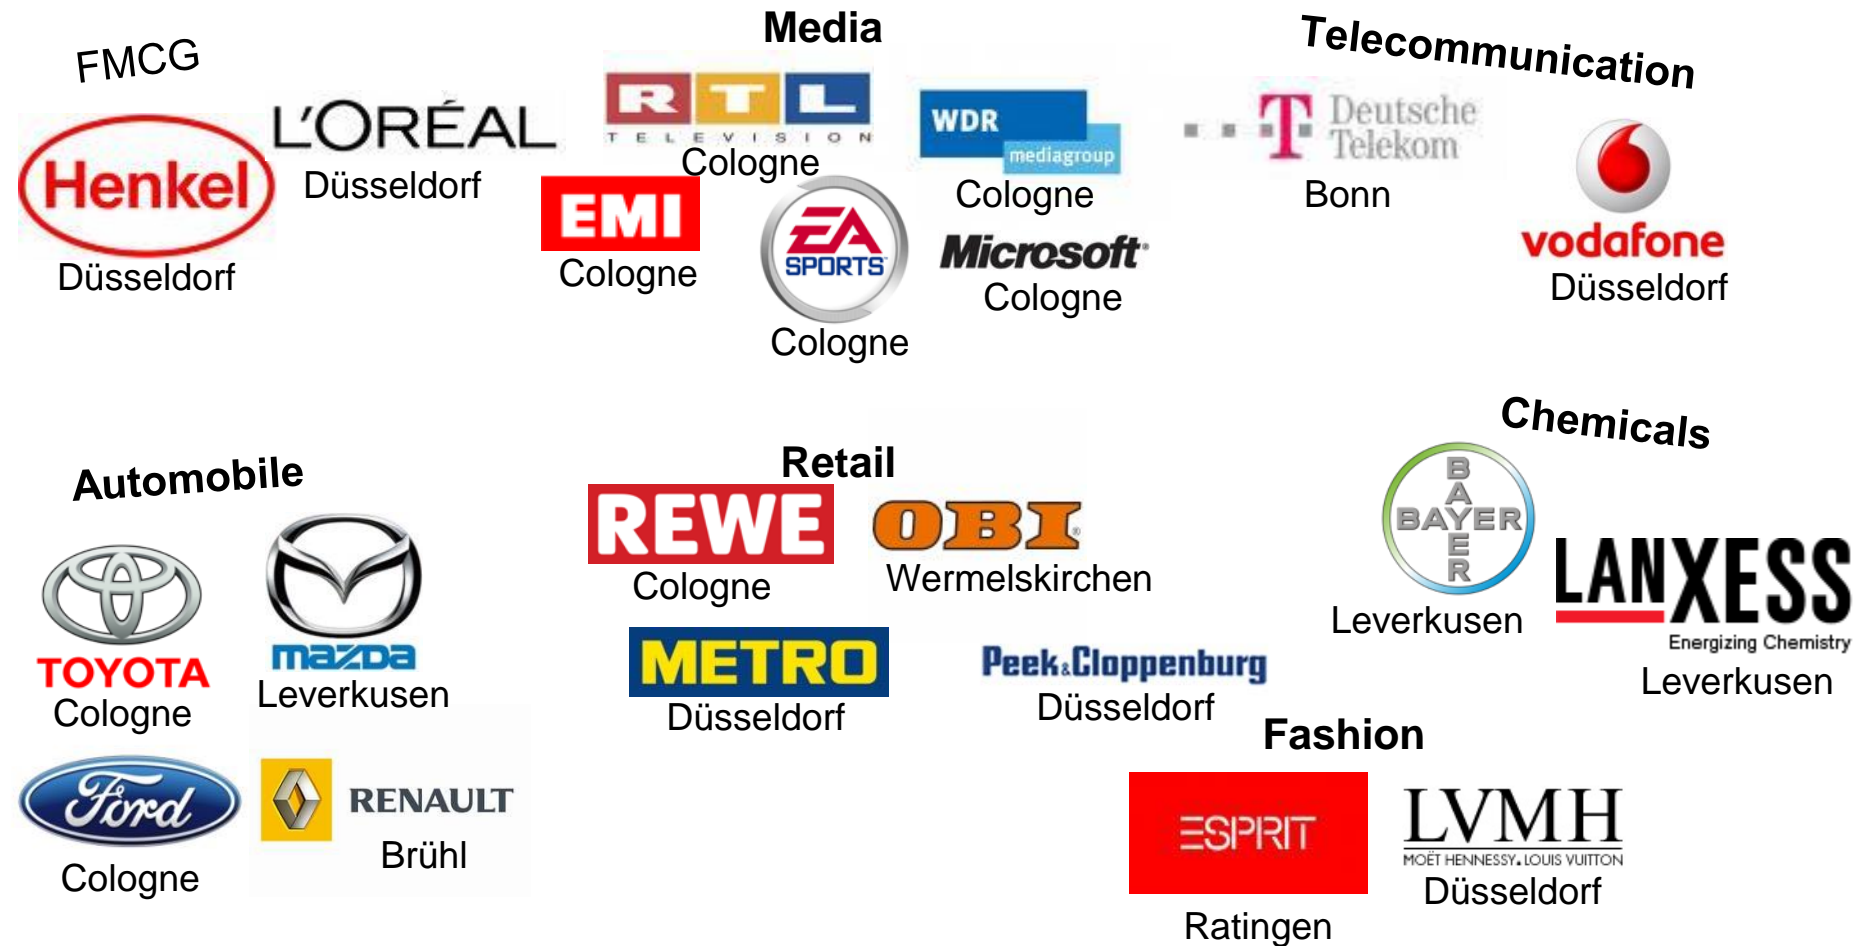 FMCG
Henkel
Düsseldorf
L'ORÉAL
Düsseldorf
Media
RTL
TELEVISION
Cologne
WDR
mediagroup
Cologne
EMI
Cologne
EA
SPORTS™
Cologne
Microsoft®
Cologne
Telecommunication
T Deutsche
Telekom
Bonn
vodafone
Düsseldorf
Automobile
TOYOTA
Cologne
mazda
Leverkusen
Ford
Cologne
RENAULT
Brühl
Retail
REWE
Cologne
OBI®
Wermelskirchen
METRO
Düsseldorf
Peek&Cloppenburg
Düsseldorf
Chemicals
BAYER
BAYER
Leverkusen
LANXESS
Energizing Chemistry
Leverkusen
Fashion
ESPRIT
Ratingen
LVMH
MOËT HENNESSY. LOUIS VUITTON
Düsseldorf